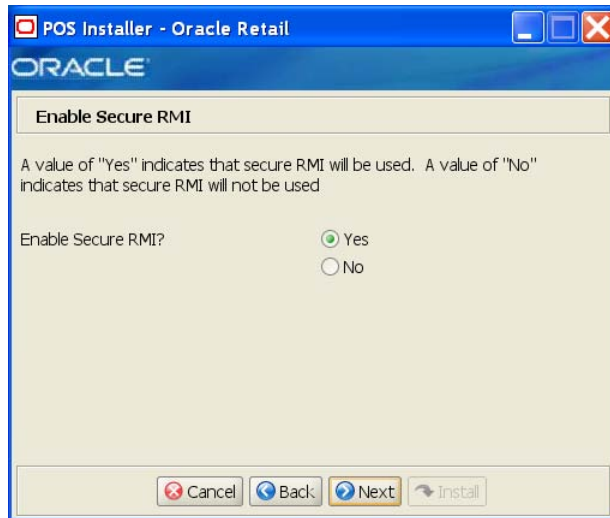 POS Installer - Oracle Retail
ORACLE
Enable Secure RMI
A value of "Yes" indicates that secure RMI will be used. A value of "No"
indicates that secure RMI will not be used
Enable Secure RMI?
Yes
No
Cancel
Back
Next
Install